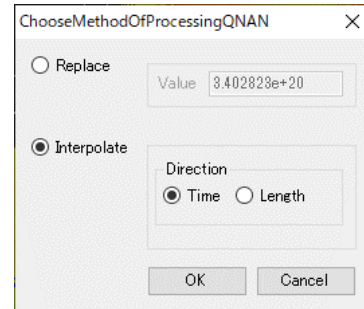 ChooseMethodOfProcessingQNAN
Replace
Value 3.402823e+20
Interpolate
Direction
Time Length
OK Cancel